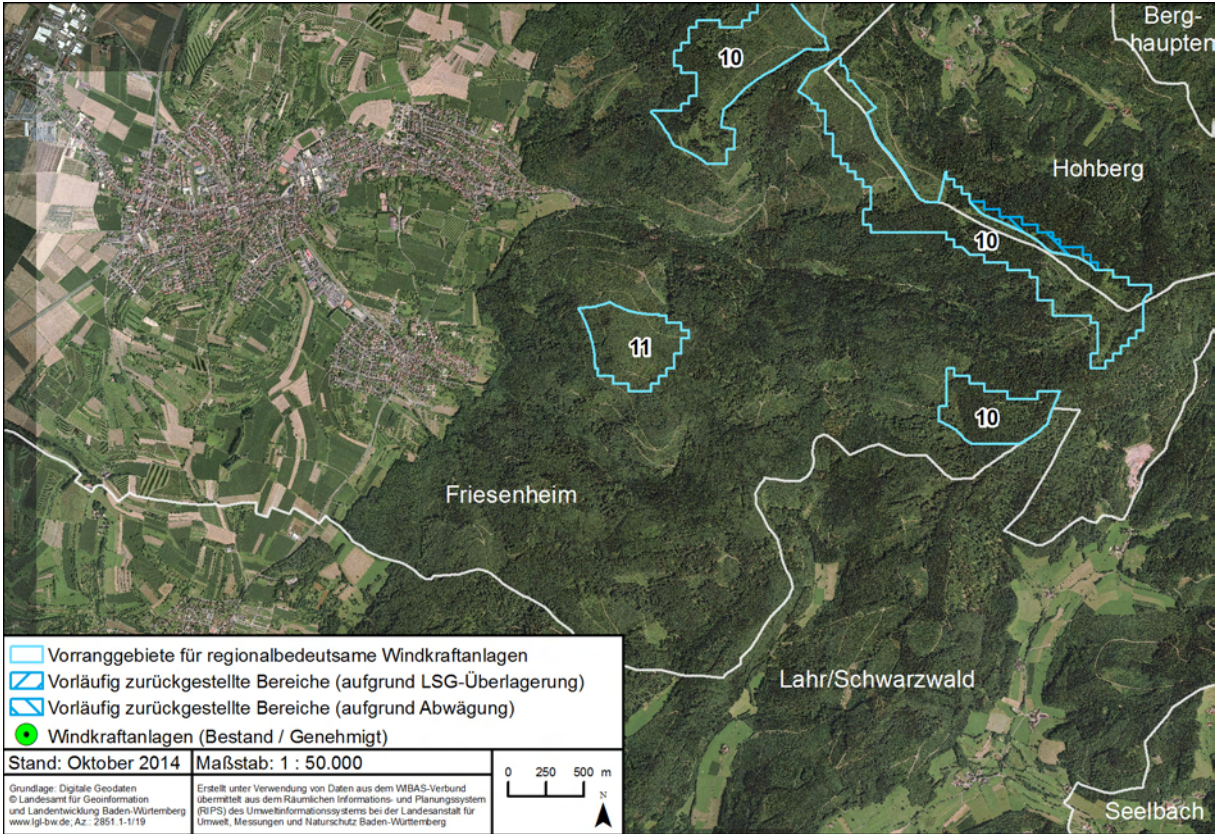 Berg-
haupten
10
Hohberg
10
11
10
Friesenheim
Lahr/Schwarzwald
Seelbach
Vorranggebiete für regionalbedeutsame Windkraftanlagen
Vorläufig zurückgestellte Bereiche (aufgrund LSG-Überlagerung)
Vorläufig zurückgestellte Bereiche (aufgrund Abwägung)
Windkraftanlagen (Bestand / Genehmigt)
Stand: Oktober 2014
Maßstab: 1 : 50.000
Grundlage: Digitale Geodaten
© Landesamt für Geoinformation
und Landentwicklung Baden-Würtemberg
www.lgl-bw.de; Az.: 2851.1-1/19
Erstellt unter Verwendung von Daten aus dem WIBAS-Verbund
übermittelt aus dem Räumlichen Informations- und Planungssystem
(RIPS) des Umweltinformationssystems bei der Landesanstalt für
Umwelt, Messungen und Naturschutz Baden-Württemberg
0 250 500 m
N